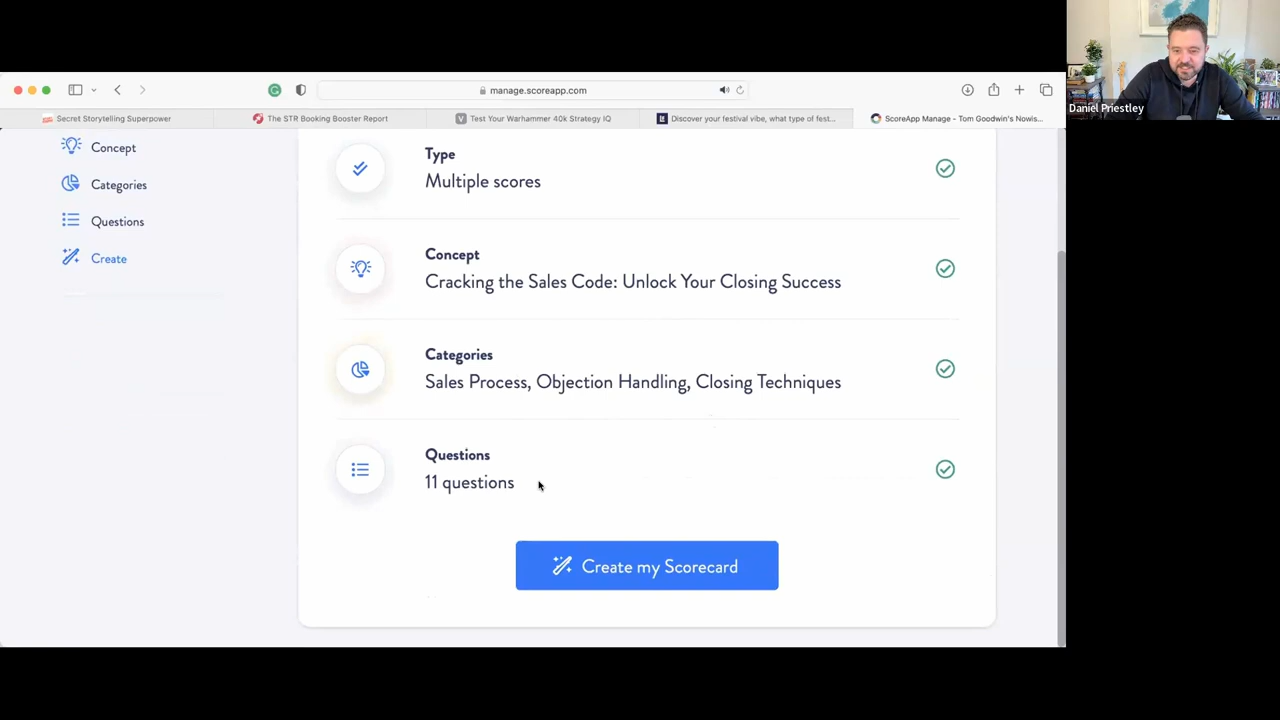 Daniel Priestley
manage.scoreapp.com
Secret Storytelling Superpower
The STR Booking Booster Report
Test Your Warhammer 40k Strategy IQ
Discover your festival vibe, what type of fest...
ScoreApp Manage - Tom Goodwin's Nowis...
Concept
Categories
Questions
Create
Type
Multiple scores
Concept
Cracking the Sales Code: Unlock Your Closing Success
Categories
Sales Process, Objection Handling, Closing Techniques
Questions
11 questions
Create my Scorecard